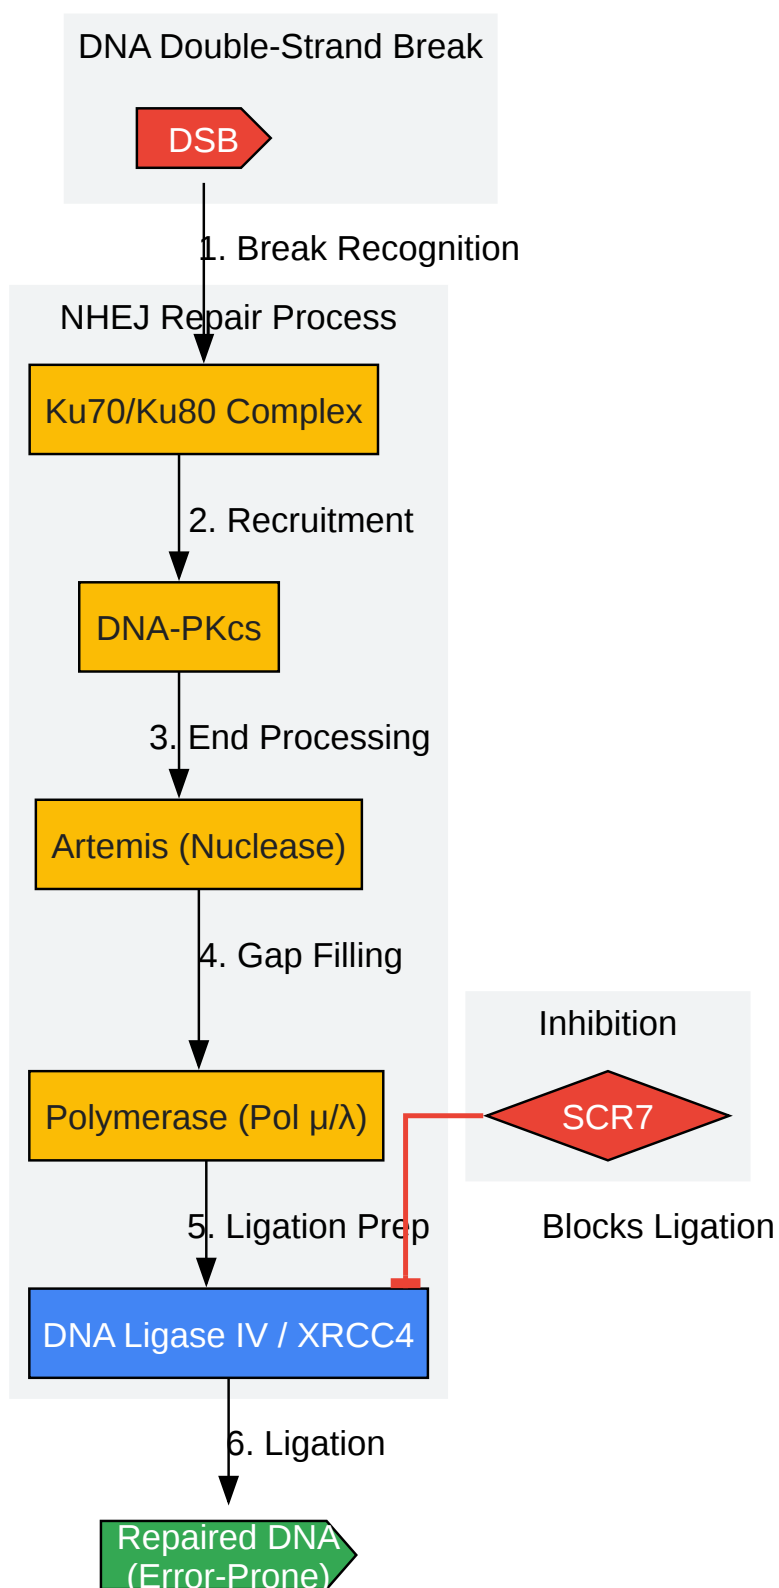 DNA Double-Strand Break
DSB
1. Break Recognition
NHEJ Repair Process
Ku70/Ku80 Complex
2. Recruitment
DNA-PKcs
3. End Processing
Artemis (Nuclease)
4. Gap Filling
Inhibition
Polymerase (Pol μ/λ)
SCR7
5. Ligation Prep
Blocks Ligation
DNA Ligase IV / XRCC4
6. Ligation
Repaired DNA
(Error-Prone)